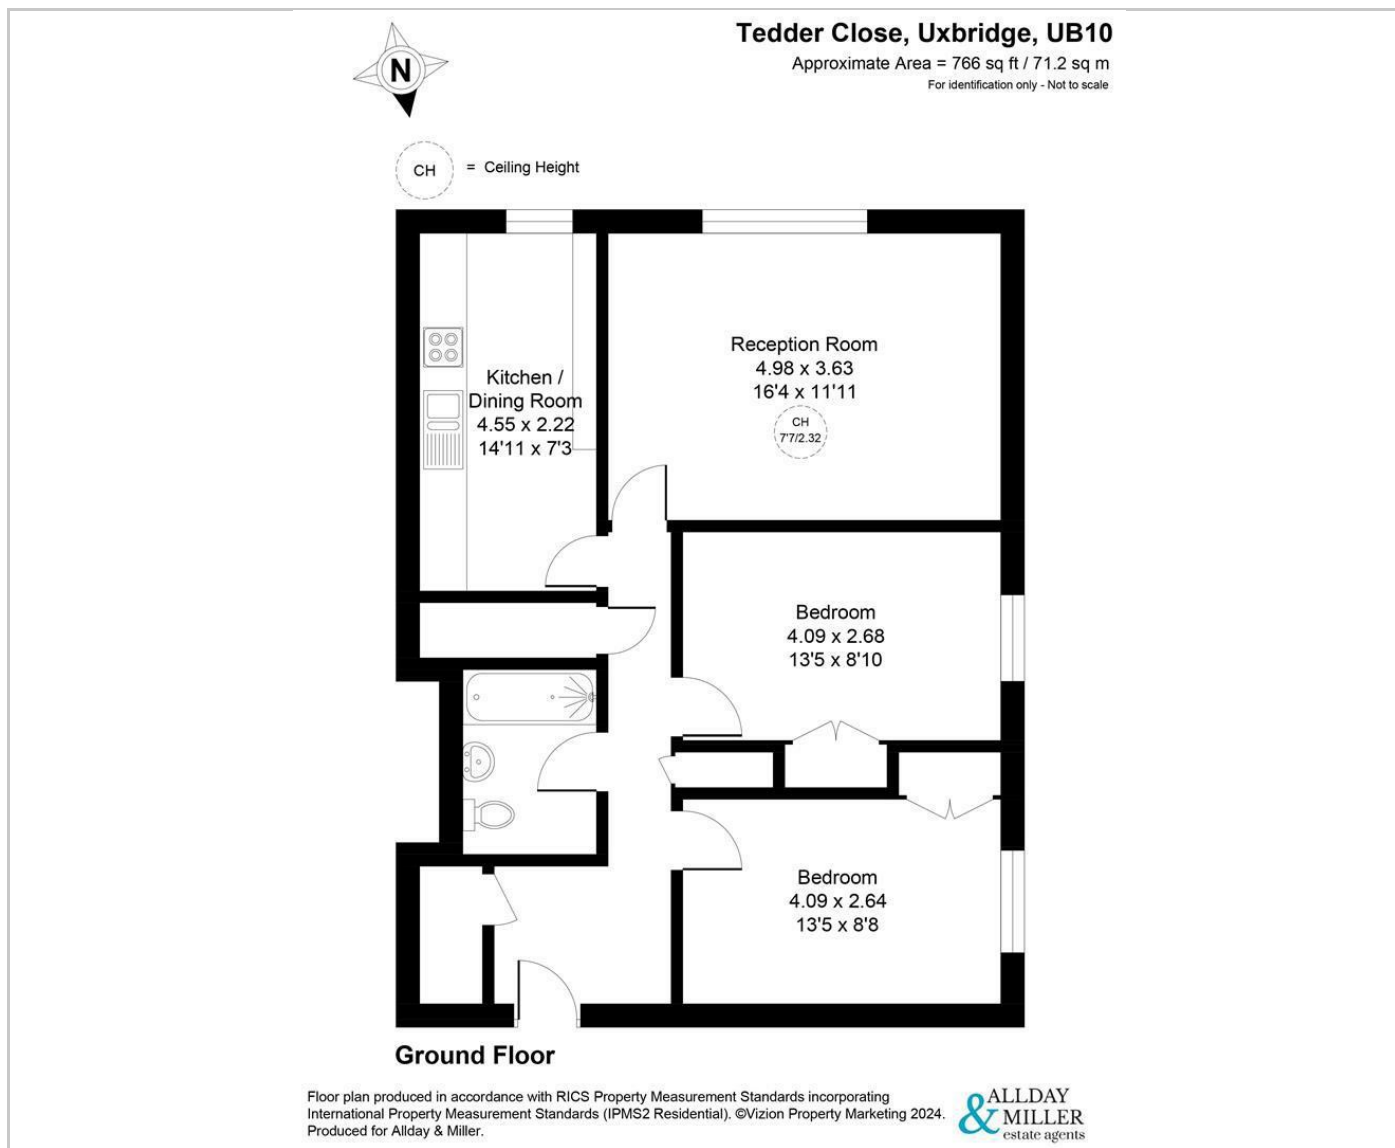 Tedder Close, Uxbridge, UB10
Approximate Area = 766 sq ft / 71.2 sq m
For identification only - Not to scale
N
CH = Ceiling Height
Reception Room
4.98 x 3.63
16'4 x 11'11
CH
7'7/2.32
Kitchen /
Dining Room
4.55 x 2.22
14'11 x 7'3
Bedroom
4.09 x 2.68
13'5 x 8'10
Bedroom
4.09 x 2.64
13'5 x 8'8
Ground Floor
Floor plan produced in accordance with RICS Property Measurement Standards incorporating
International Property Measurement Standards (IPMS2 Residential). ©Vizion Property Marketing 2024.
Produced for Allday & Miller.
ALLDAY
& MILLER
estate agents